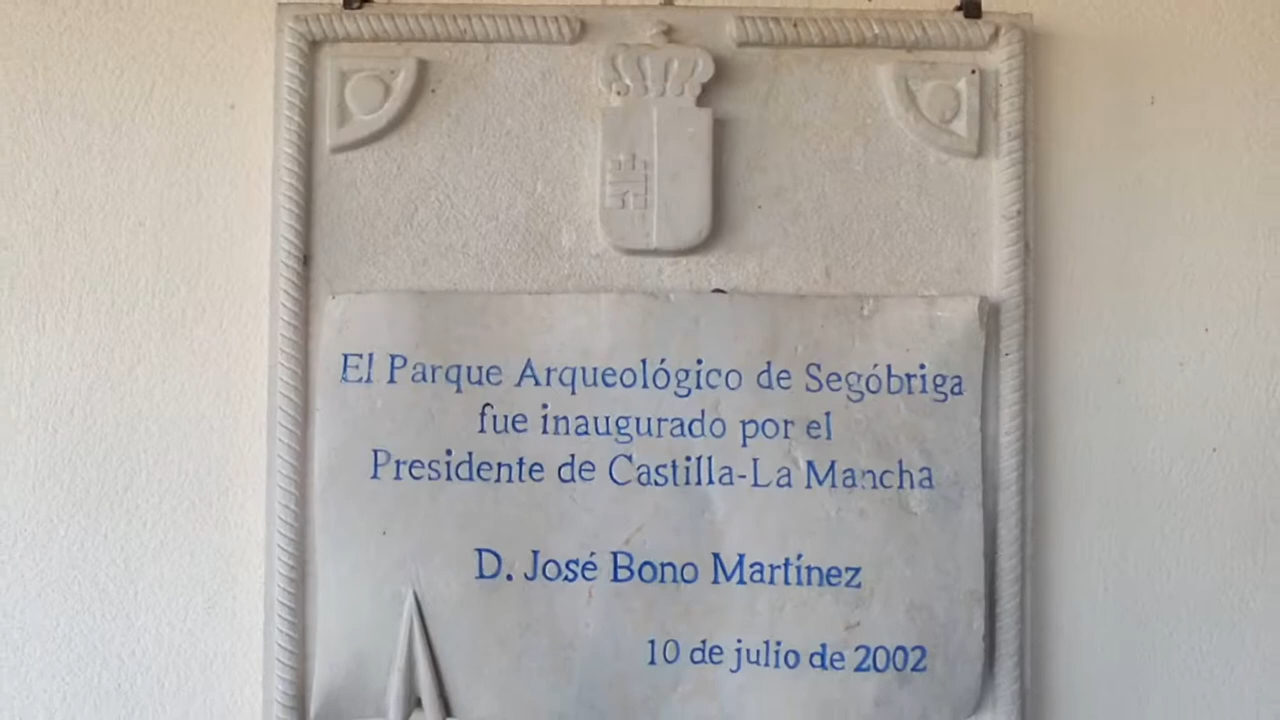 El Parque Arqueológico de Segóbriga
fue inaugurado por el
Presidente de Castilla-La Mancha
D. José Bono Martínez
10 de julio de 2002